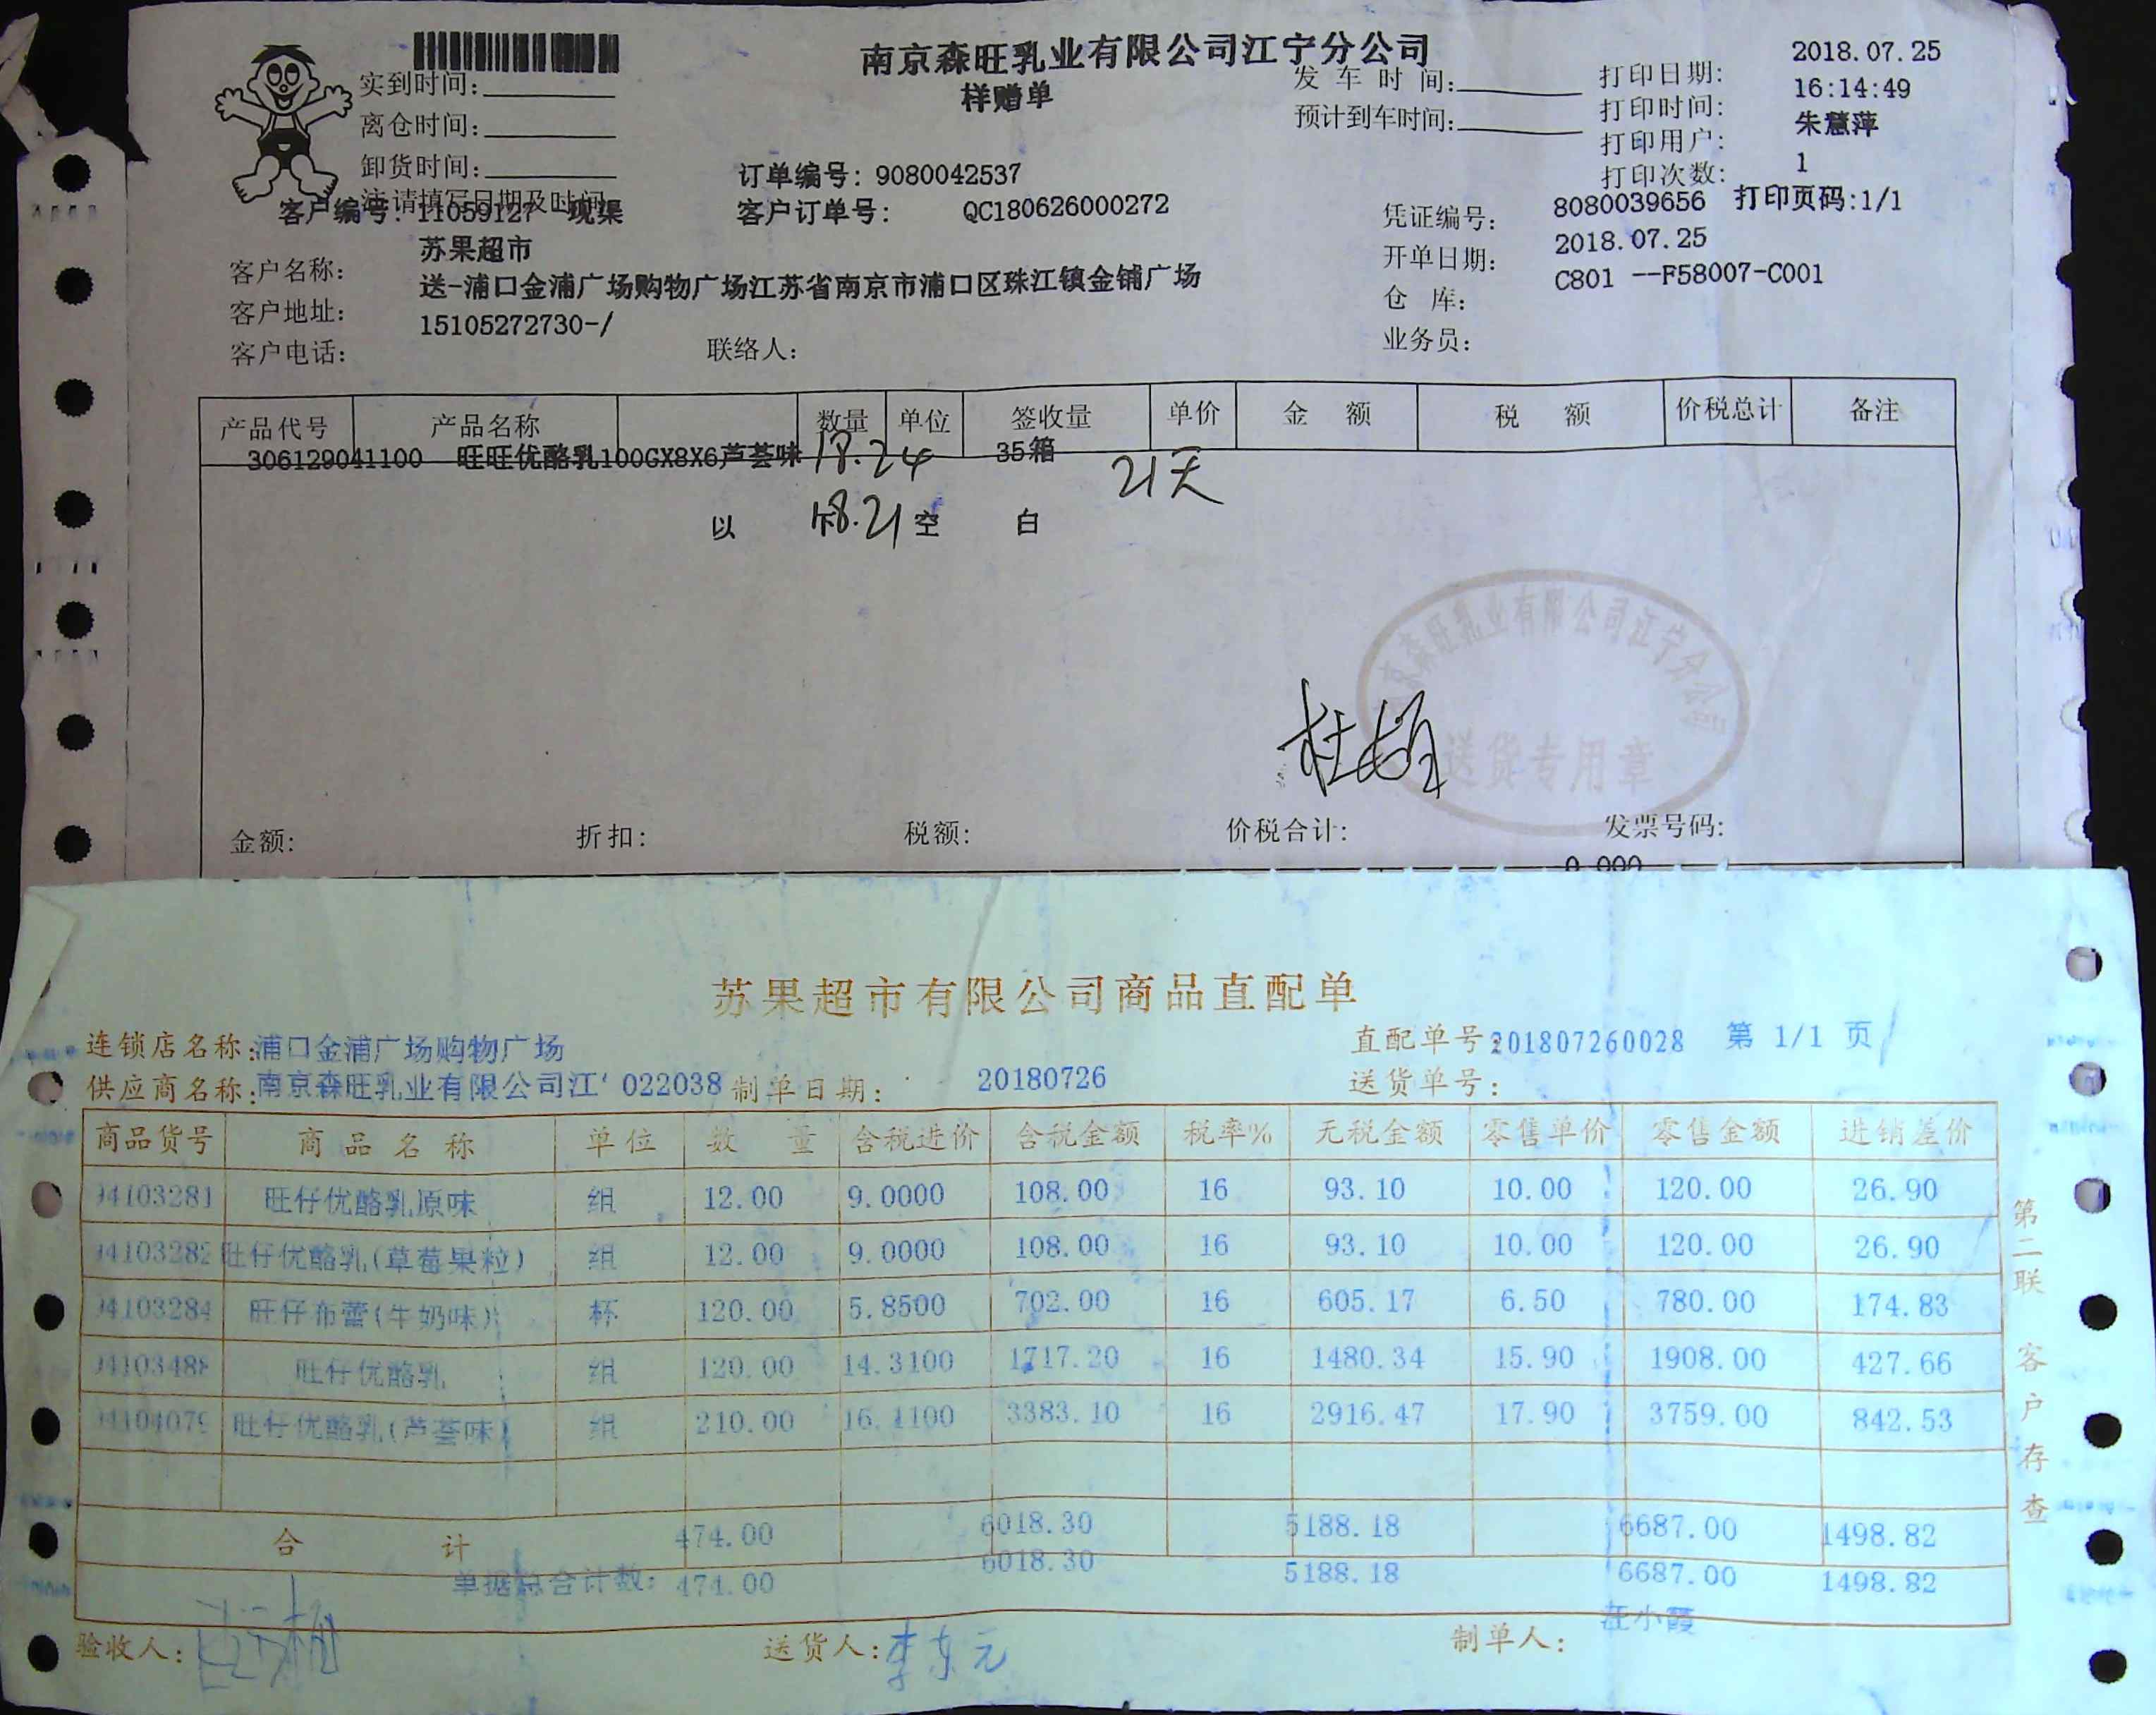 南京森旺乳业有限公司江宁分公司
样赠单
实到时间:
离仓时间:
卸货时间:
注请填写日期及时间
发 车 时 间:
预计到车时间:
打印日期: 2018.07.25
打印时间: 16:14:49
打印用户: 朱慧萍
打印次数: 1
订单编号: 9080042537
客户编号: 11059127 现渠
客户订单号: QC180626000272
凭证编号: 8080039656 打印页码:1/1
客户名称: 苏果超市
开单日期: 2018.07.25
客户地址: 送-浦口金浦广场购物广场江苏省南京市浦口区珠江镇金铺广场
仓 库: C801 --F58007-C001
客户电话: 15105272730-/
联络人:
业务员:
产品代号 产品名称 数量 单位 签收量 单价 金 额 税 额 价税总计 备注
306129041100 旺旺优酪乳100GX8X6芦荟味 18.24 35箱
21天
以 下 空 白
18.21
南京森旺乳业有限公司江宁分公司
送货专用章
金额: 折扣: 税额: 价税合计: 发票号码:
0.000
苏果超市有限公司商品直配单
连锁店名称:浦口金浦广场购物广场
直配单号:201807260028 第 1/1 页
供应商名称:南京森旺乳业有限公司江' 022038 制单日期: 20180726
送货单号:
商品货号 商品名称 单位 数 量 含税进价 含税金额 税率% 无税金额 零售单价 零售金额 进销差价
04103281 旺仔优酪乳原味 组 12.00 9.0000 108.00 16 93.10 10.00 120.00 26.90
04103282 旺仔优酪乳(草莓果粒) 组 12.00 9.0000 108.00 16 93.10 10.00 120.00 26.90
04103284 旺仔布蕾(牛奶味) 杯 120.00 5.8500 702.00 16 605.17 6.50 780.00 174.83
旺仔优酪乳 组 120.00 14.3100 1717.20 16 1480.34 15.90 1908.00 427.66
旺仔优酪乳(芦荟味) 组 210.00 16.1100 3383.10 16 2916.47 17.90 3759.00 842.53
合 计 474.00 6018.30 5188.18 6687.00 1498.82
单据总合计数: 474.00 6018.30 5188.18 6687.00 1498.82
验收人:
送货人:李东元
制单人: 汪小霞
第二联 客户存查